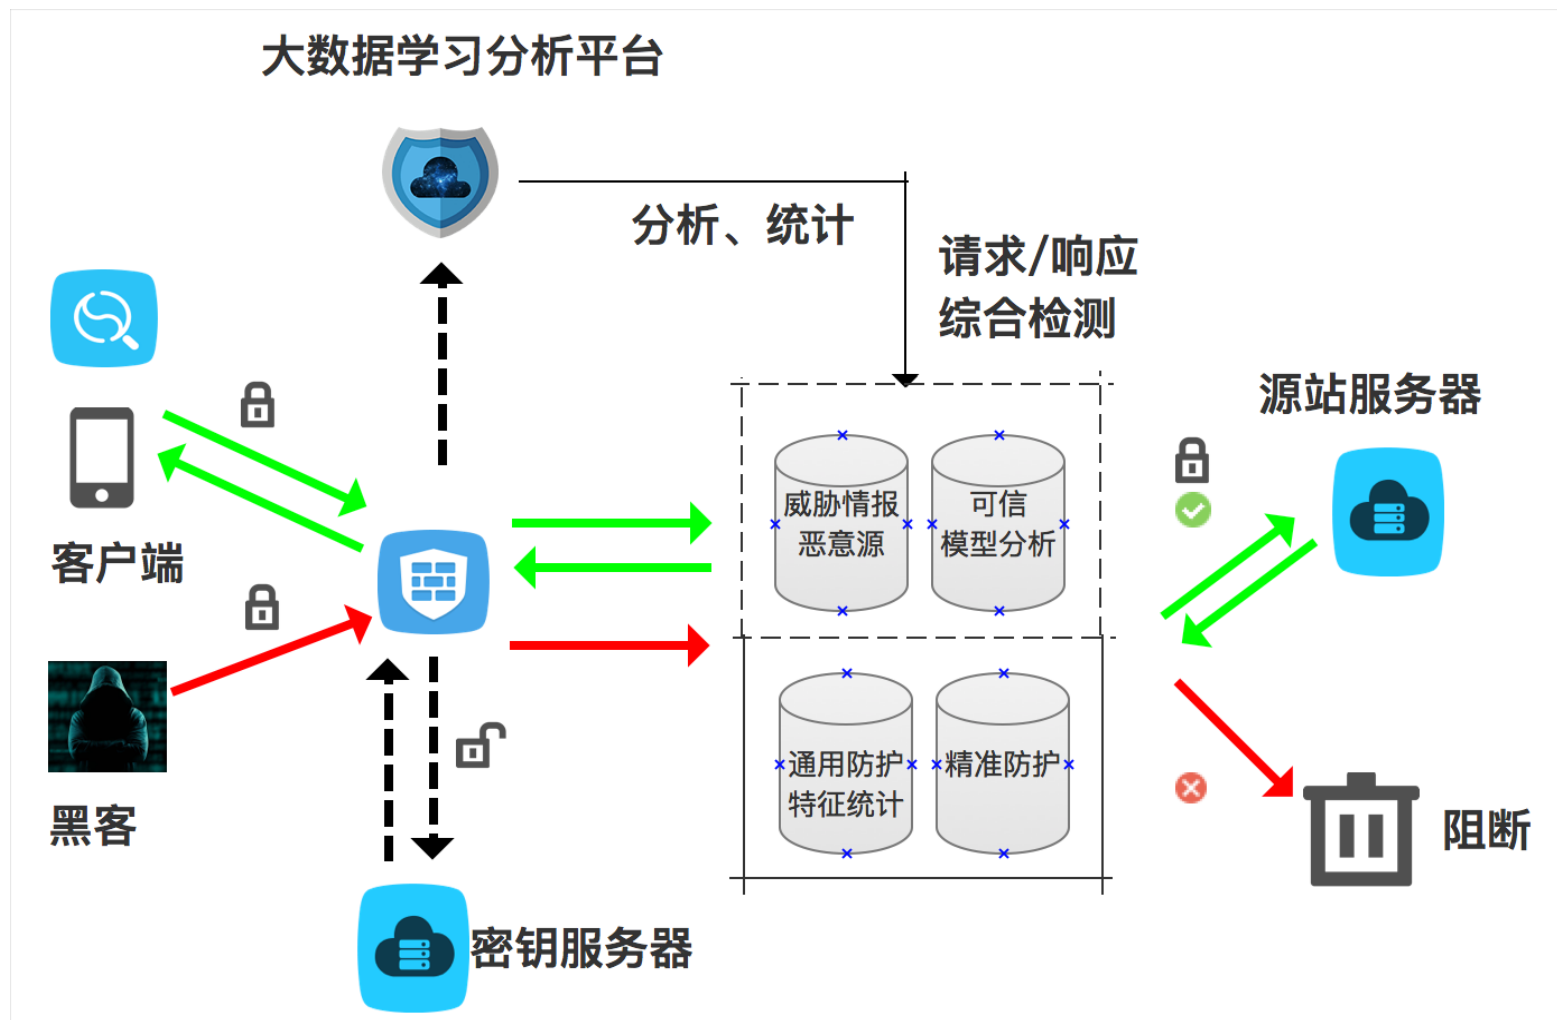 大数据学习分析平台
分析、统计
请求/响应
综合检测
源站服务器
威胁情报
恶意源
可信
模型分析
客户端
通用防护
特征统计
精准防护
黑客
阻断
密钥服务器